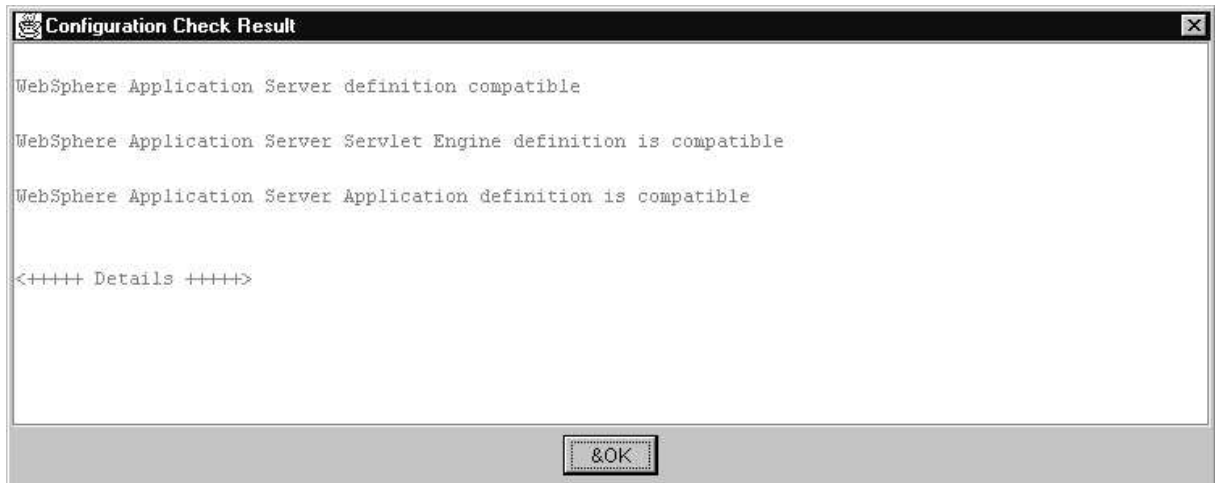 Configuration Check Result
WebSphere Application Server definition compatible
WebSphere Application Server Servlet Engine definition is compatible
WebSphere Application Server Application definition is compatible
<+++++ Details +++++>
&OK